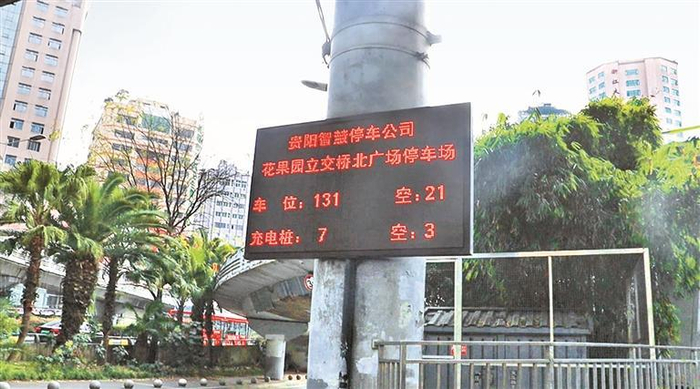 贵阳智慧停车公司
花果园立交桥北广场停车场
车 位：131 空：21
充电桩：7 空：3